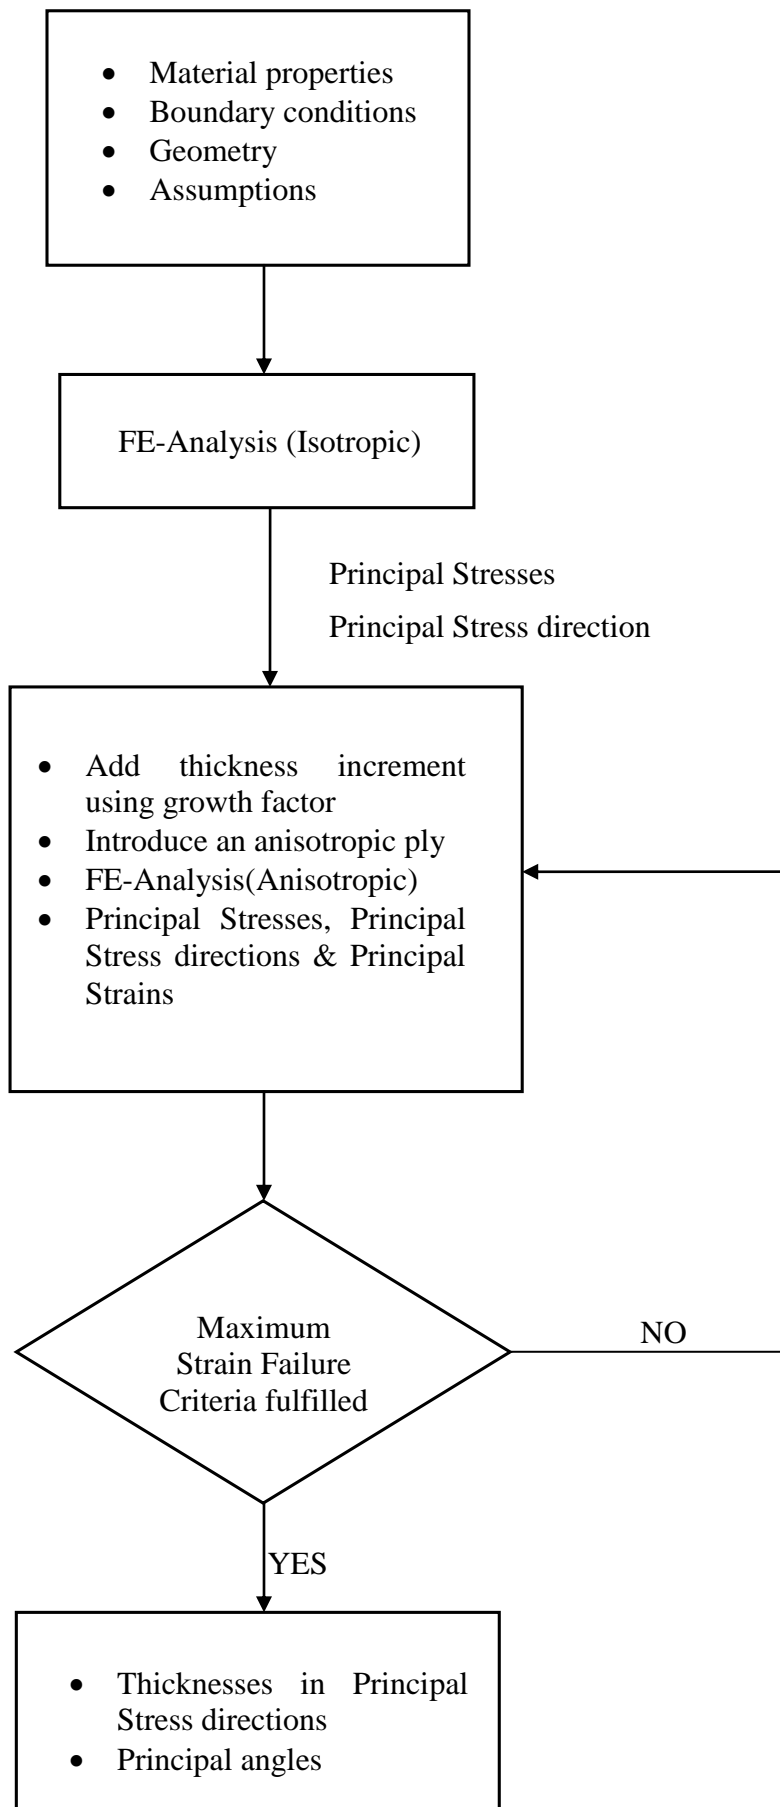 • Material properties
• Boundary conditions
• Geometry
• Assumptions
FE-Analysis (Isotropic)
Principal Stresses
Principal Stress direction
• Add thickness increment
using growth factor
• Introduce an anisotropic ply
• FE-Analysis(Anisotropic)
• Principal Stresses, Principal
Stress directions & Principal
Strains
Maximum
Strain Failure
Criteria fulfilled
NO
YES
• Thicknesses in Principal
Stress directions
• Principal angles